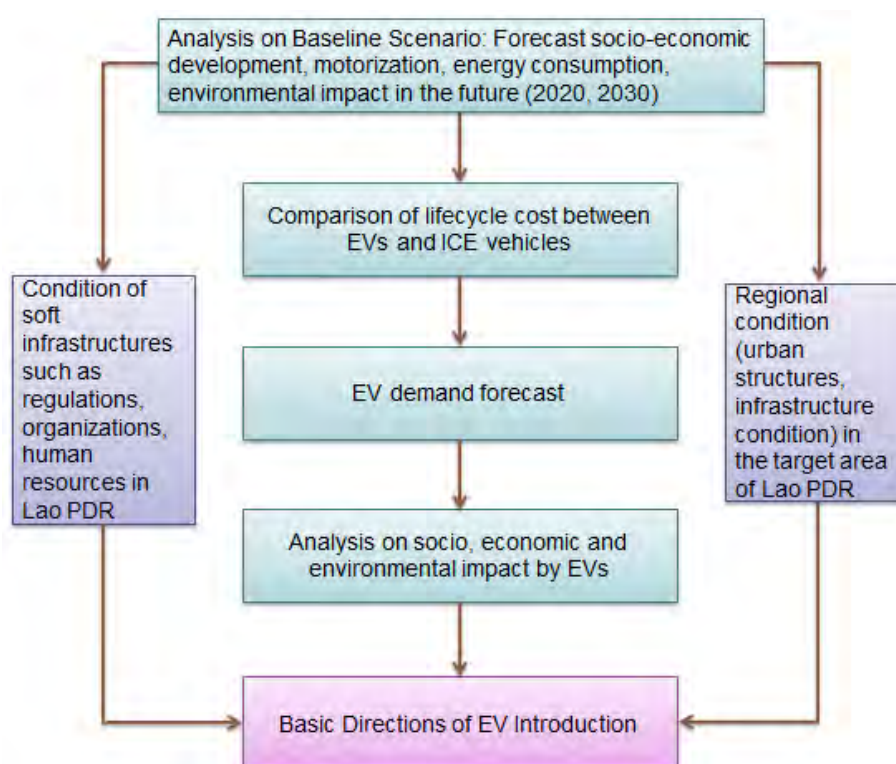 Analysis on Baseline Scenario: Forecast socio-economic
development, motorization, energy consumption,
environmental impact in the future (2020, 2030)
Comparison of lifecycle cost between
EVs and ICE vehicles
Condition of
soft
infrastructures
such as
regulations,
organizations,
human
resources in
Lao PDR
Regional
condition
(urban
structures,
infrastructure
condition) in
the target area
of Lao PDR
EV demand forecast
Analysis on socio, economic and
environmental impact by EVs
Basic Directions of EV Introduction